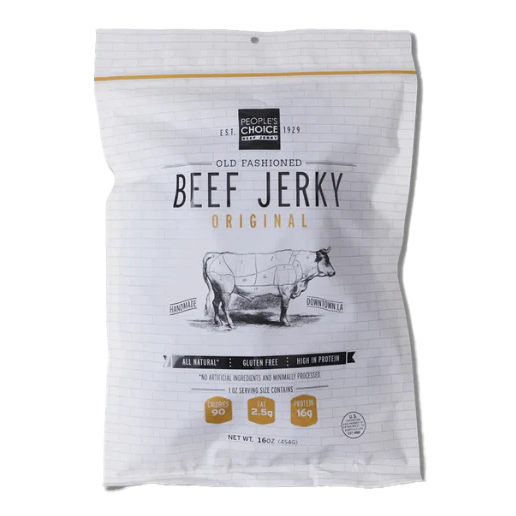 PEOPLE'S
CHOICE
BEEF JERKY
EST. 1929
OLD FASHIONED
BEEF JERKY
ORIGINAL
HANDMADE
DOWNTOWN LA
ALL NATURAL* : GLUTEN FREE : HIGH IN PROTEIN
*NO ARTIFICIAL INGREDIENTS AND MINIMALLY PROCESSED
1 OZ SERVING SIZE CONTAINS
CALORIES FAT PROTEIN
90 2.5g 16g
U.S.
NET WT. 16OZ (454G)